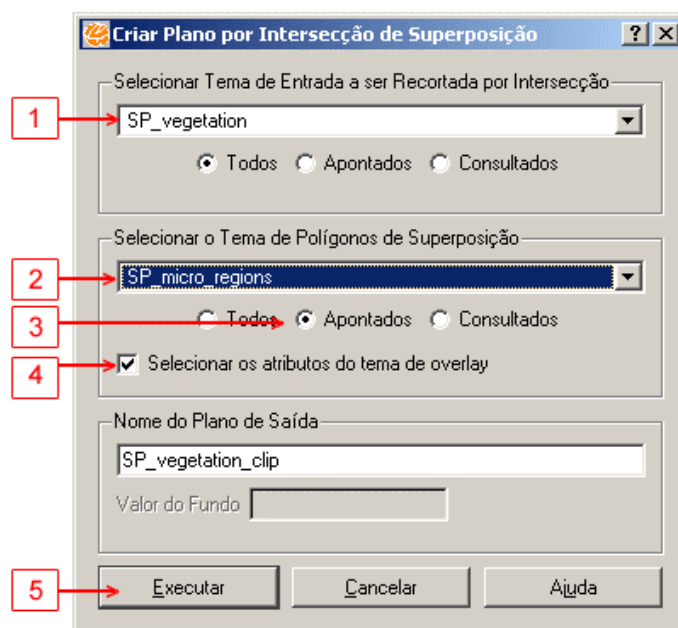 Criar Plano por Intersecção de Superposição
Selecionar Tema de Entrada a ser Recortada por Intersecção
1
SP_vegetation
Todos Apontados Consultados
Selecionar o Tema de Polígonos de Superposição
2
SP_micro_regions
3
Todos Apontados Consultados
4
Selecionar os atributos do tema de overlay
Nome do Plano de Saída
SP_vegetation_clip
Valor do Fundo
5
Executar Cancelar Ajuda